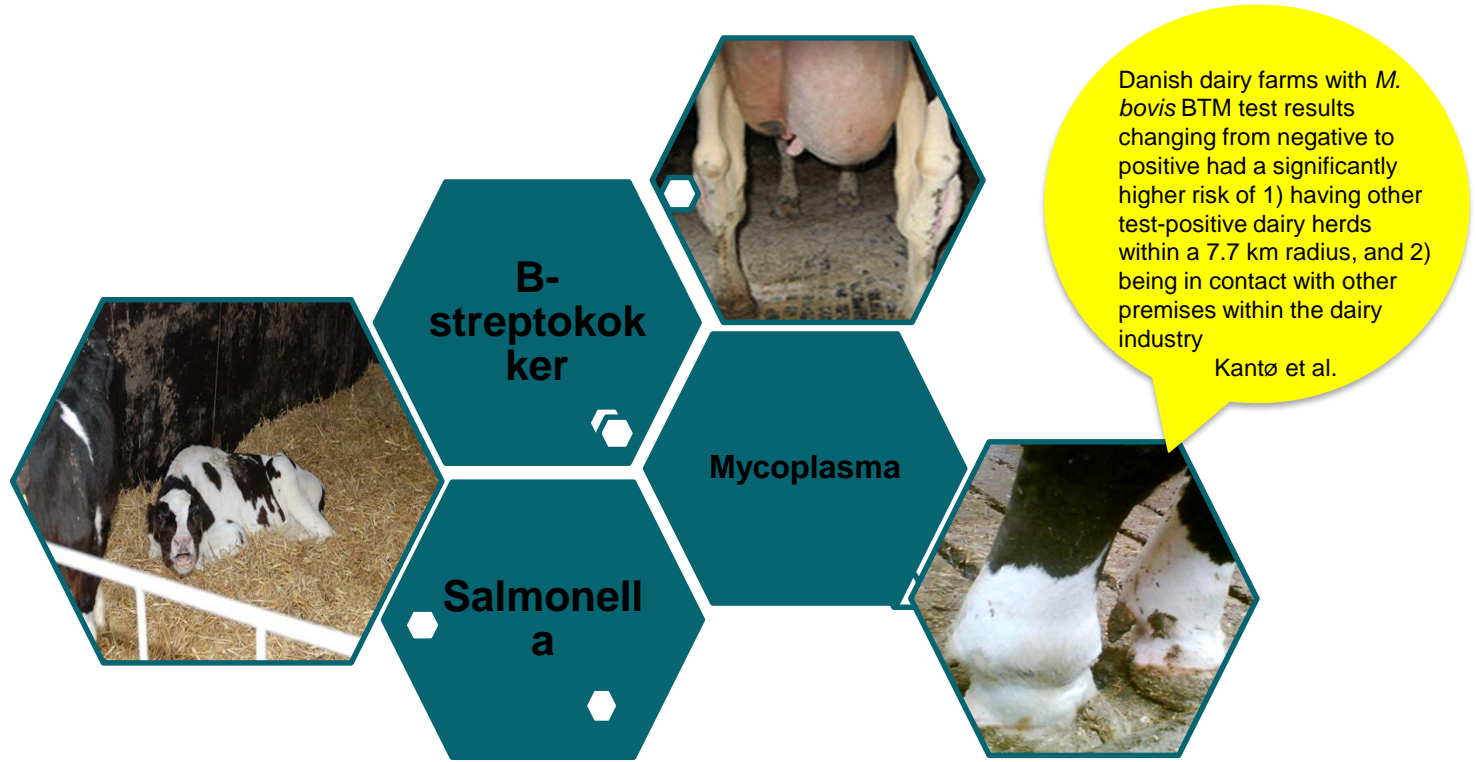 B-
streptokok
ker
Mycoplasma
Salmonell
a
Danish dairy farms with M.
bovis BTM test results
changing from negative to
positive had a significantly
higher risk of 1) having other
test-positive dairy herds
within a 7.7 km radius, and 2)
being in contact with other
premises within the dairy
industry
Kantø et al.